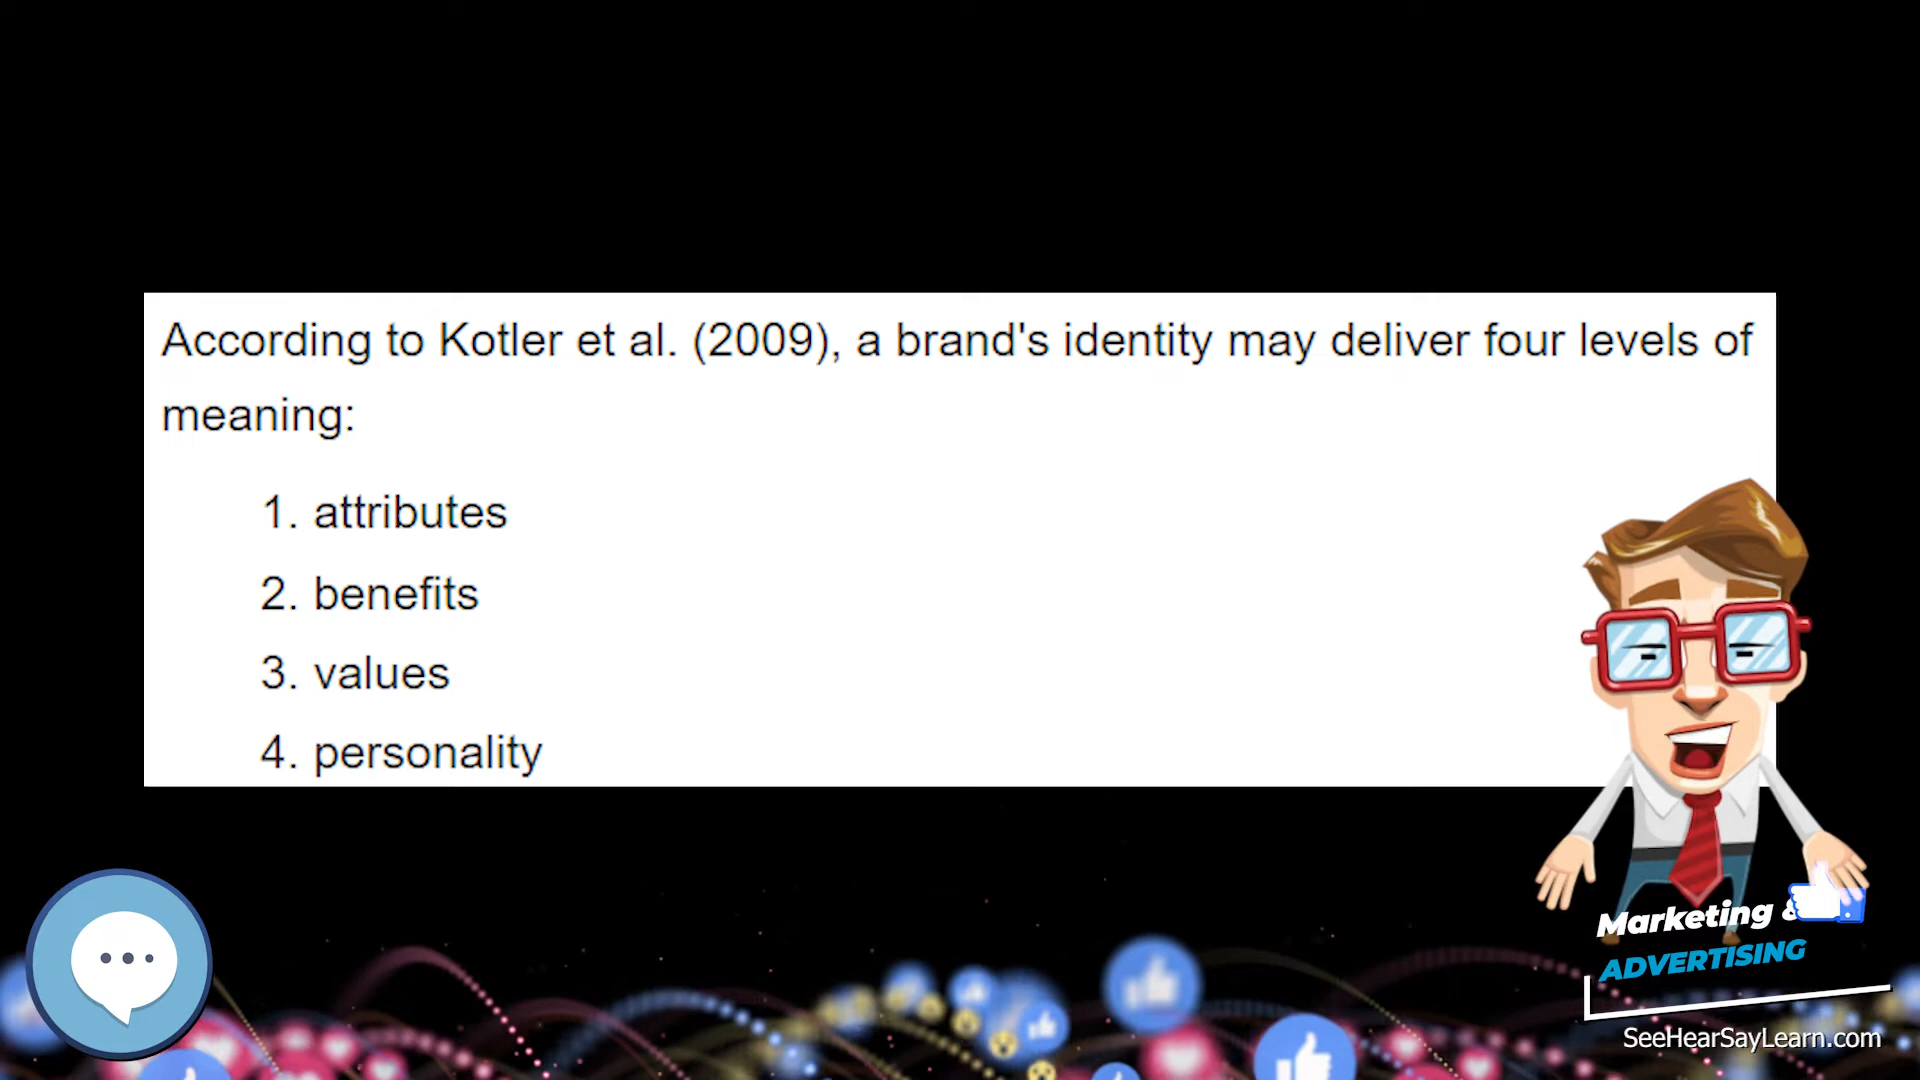 According to Kotler et al. (2009), a brand's identity may deliver four levels of
meaning:
1. attributes
2. benefits
3. values
4. personality
Marketing &
ADVERTISING
SeeHearSayLearn.com